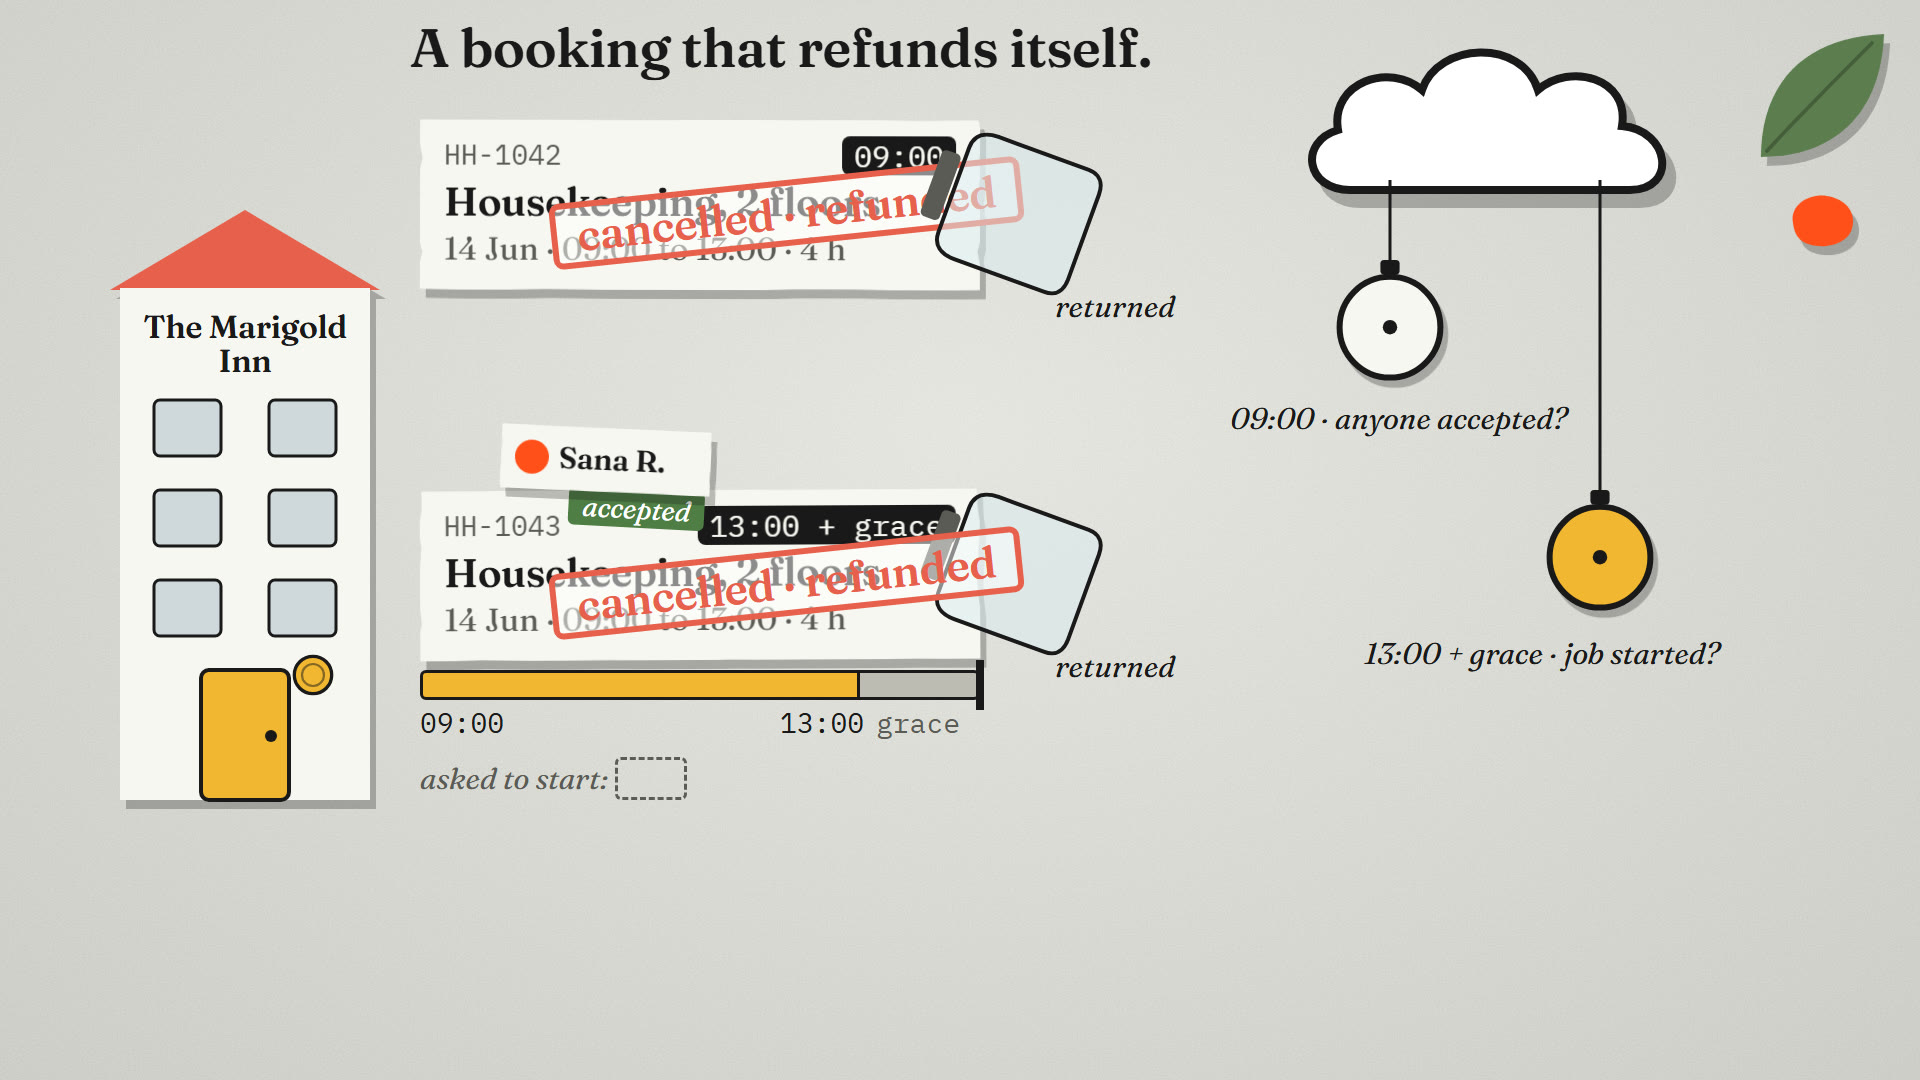 A booking that refunds itself.
The Marigold
Inn
HH-1042
09:00
Housekeeping, 2 floors
14 Jun · 09:00 to 13:00 · 4 h
cancelled · refunded
returned
Sana R.
accepted
HH-1043
13:00 + grace
Housekeeping, 2 floors
14 Jun · 09:00 to 13:00 · 4 h
cancelled · refunded
returned
09:00
13:00 grace
asked to start:
09:00 · anyone accepted?
13:00 + grace · job started?